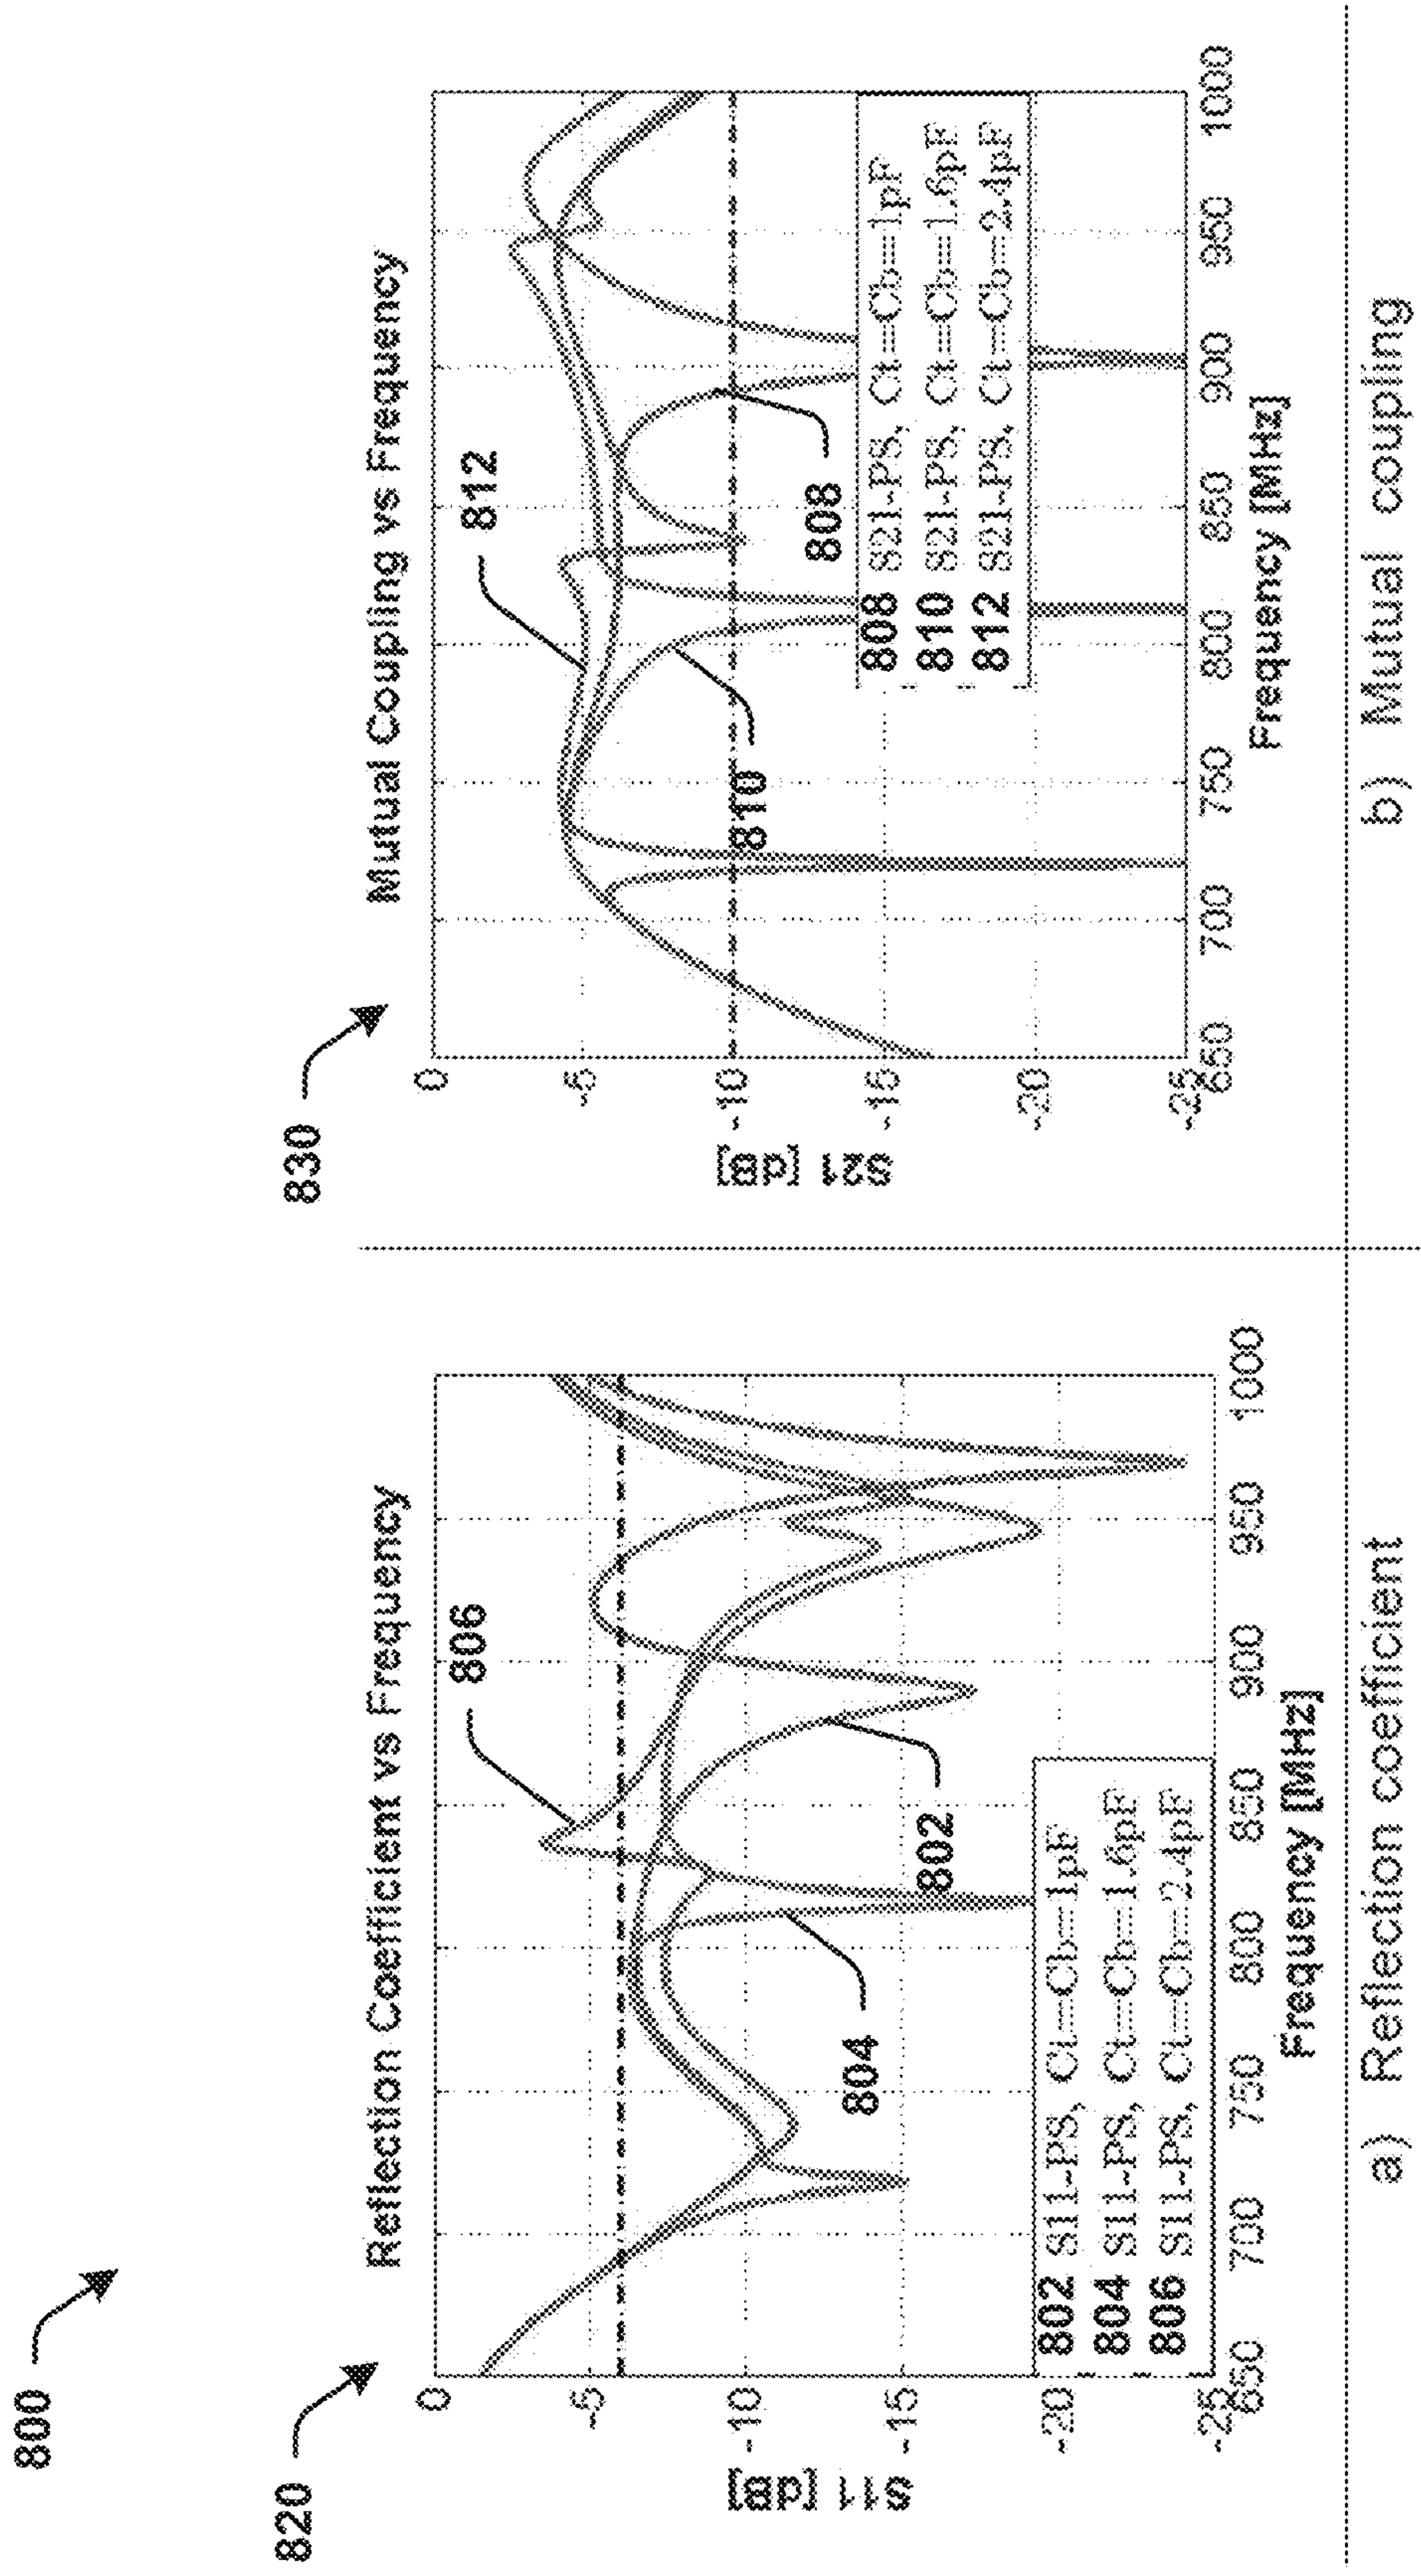 800
820
Reflection Coefficient vs Frequency
806
802
804
S11 [dB]
0
-5
-10
-15
-20
-25
802 S11-PS, Ct=Cb=1pF
804 S11-PS, Ct=Cb=1.6pF
806 S11-PS, Ct=Cb=2.4pF
650 700 750 800 850 900 950 1000
Frequency [MHz]
a) Reflection coefficient
830
Mutual Coupling vs Frequency
812
810
808
S21 [dB]
0
-5
-10
-15
-20
-25
808 S21-PS, Ct=Cb=1pF
810 S21-PS, Ct=Cb=1.6pF
812 S21-PS, Ct=Cb=2.4pF
650 700 750 800 850 900 950 1000
Frequency [MHz]
b) Mutual coupling